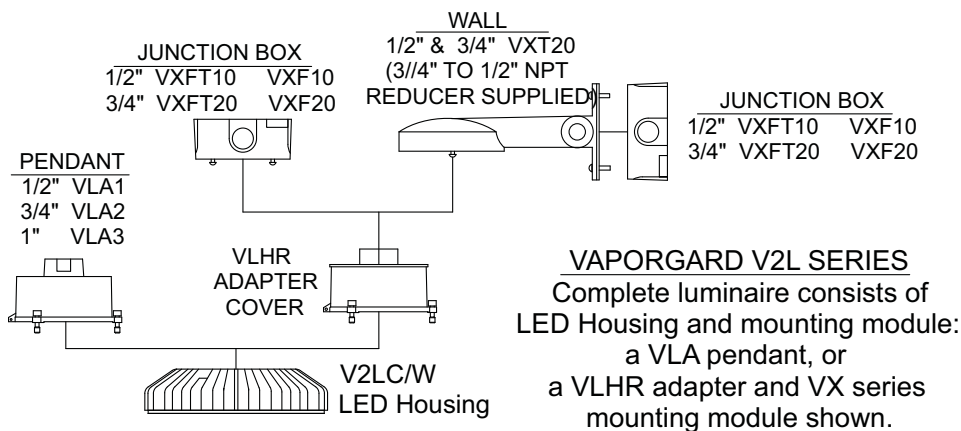 WALL
1/2" & 3/4" VXT20
(3//4" TO 1/2" NPT
REDUCER SUPPLIED)
JUNCTION BOX
1/2" VXFT10 VXF10
3/4" VXFT20 VXF20
JUNCTION BOX
1/2" VXFT10 VXF10
3/4" VXFT20 VXF20
PENDANT
1/2" VLA1
3/4" VLA2
1" VLA3
VLHR
ADAPTER
COVER
V2LC/W
LED Housing
VAPORGARD V2L SERIES
Complete luminaire consists of
LED Housing and mounting module:
a VLA pendant, or
a VLHR adapter and VX series
mounting module shown.